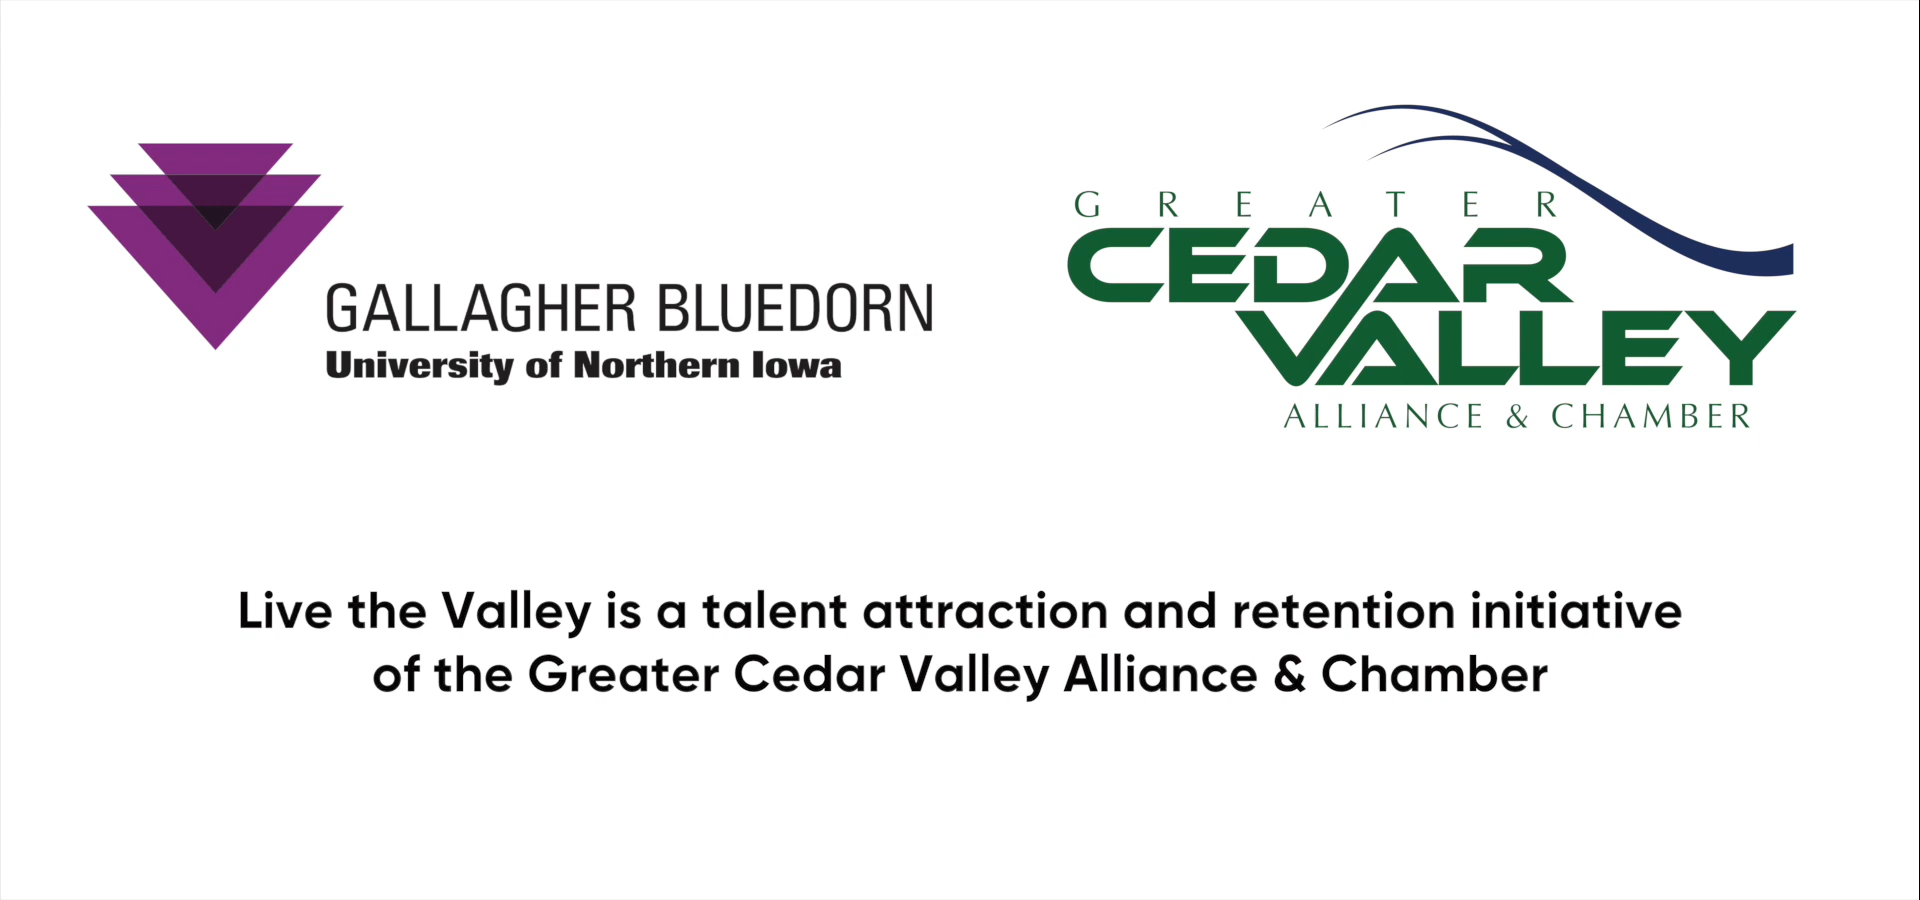 GALLAGHER BLUEDORN
University of Northern Iowa
GREATER
CEDAR
VALLEY
ALLIANCE & CHAMBER
Live the Valley is a talent attraction and retention initiative
of the Greater Cedar Valley Alliance & Chamber